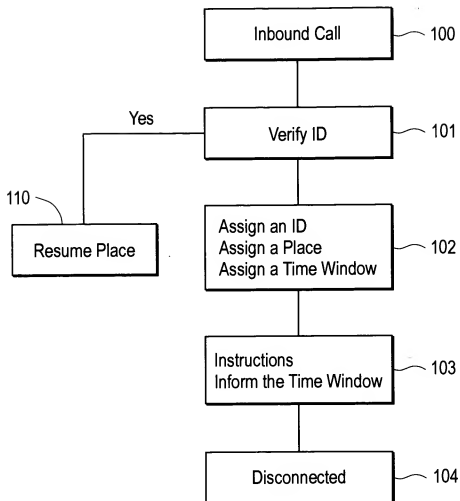 Inbound Call
100
Yes
Verify ID
101
110
Resume Place
Assign an ID
Assign a Place
Assign a Time Window
102
Instructions
Inform the Time Window
103
Disconnected
104